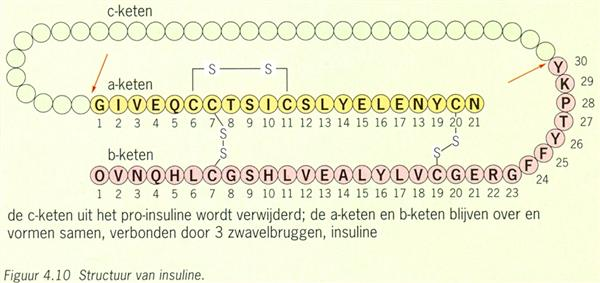 c-keten
S S
a-keten
G I V E Q C C T S I C S L Y E L E N Y C N
1 2 3 4 5 6 7 8 9 10 11 12 13 14 15 16 17 18 19 20 21
S
S
S
S
b-keten
O V N Q H L C G S H L V E A L Y L V C G E R G F F Y T P K Y
1 2 3 4 5 6 7 8 9 10 11 12 13 14 15 16 17 18 19 20 21 22 23 24 25 26 27 28 29 30
de c-keten uit het pro-insuline wordt verwijderd; de a-keten en b-keten blijven over en
vormen samen, verbonden door 3 zwavelbruggen, insuline
Figuur 4.10 Structuur van insuline.